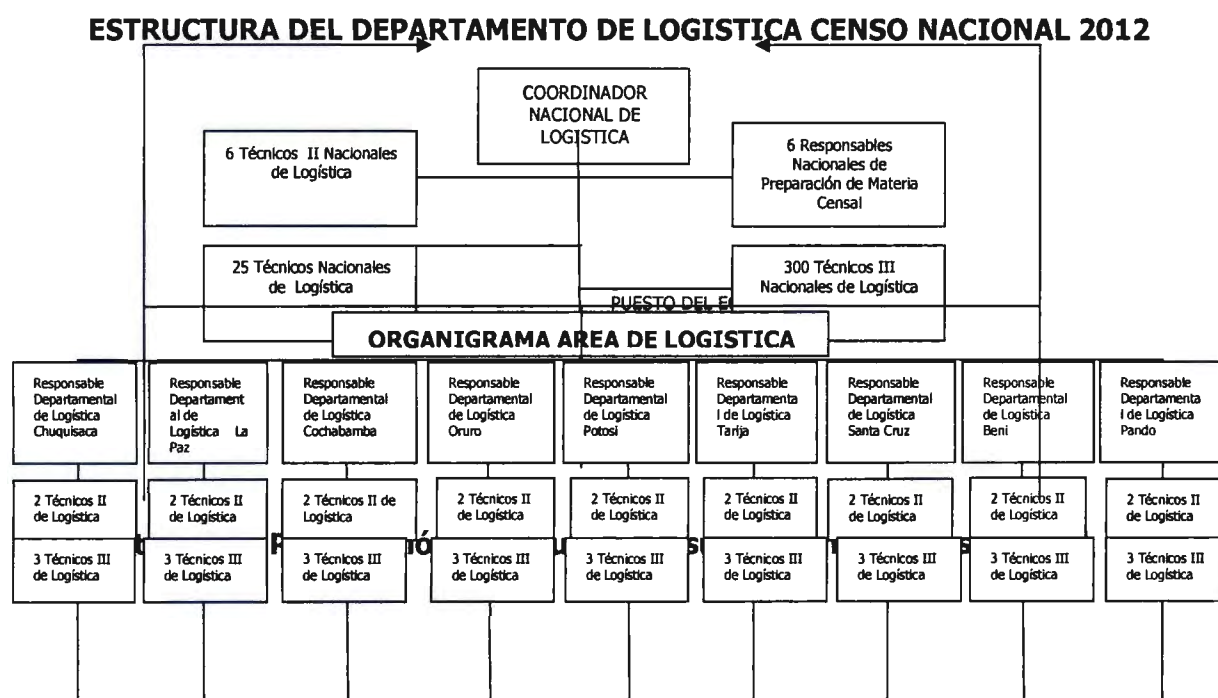 ESTRUCTURA DEL DEPARTAMENTO DE LOGISTICA CENSO NACIONAL 2012
COORDINADOR
NACIONAL DE
LOGISTICA
6 Técnicos II Nacionales
de Logística
6 Responsables
Nacionales de
Preparación de Materia
Censal
25 Técnicos Nacionales
de Logística
300 Técnicos III
Nacionales de Logística
PUESTO DEL
ORGANIGRAMA AREA DE LOGISTICA
Responsable
Departamental
de Logística
Chuquisaca
Responsable
Departament
al de
Logística La
Paz
Responsable
Departamental
de Logística
Cochabamba
Responsable
Departamental
de Logística
Oruro
Responsable
Departamental
de Logística
Potosi
Responsable
Departamenta
l de Logística
Tarija
Responsable
Departamental
de Logística
Santa Cruz
Responsable
Departamental
de Logística
Beni
Responsable
Departamenta
l de Logística
Pando
2 Técnicos II
de Logística
2 Técnicos II
de Logística
2 Técnicos II de
Logística
2 Técnicos II
de Logística
2 Técnicos II
de Logística
2 Técnicos II
de Logística
2 Técnicos II
de Logística
2 Técnicos II
de Logística
2 Técnicos II
de Logística
3 Técnicos III
de Logística
3 Técnicos III
de Logística
3 Técnicos III
de Logística
3 Técnicos III
de Logística
3 Técnicos III
de Logística
3 Técnicos III
de Logística
3 Técnicos III
de Logística
3 Técnicos III
de Logística
3 Técnicos III
de Logística